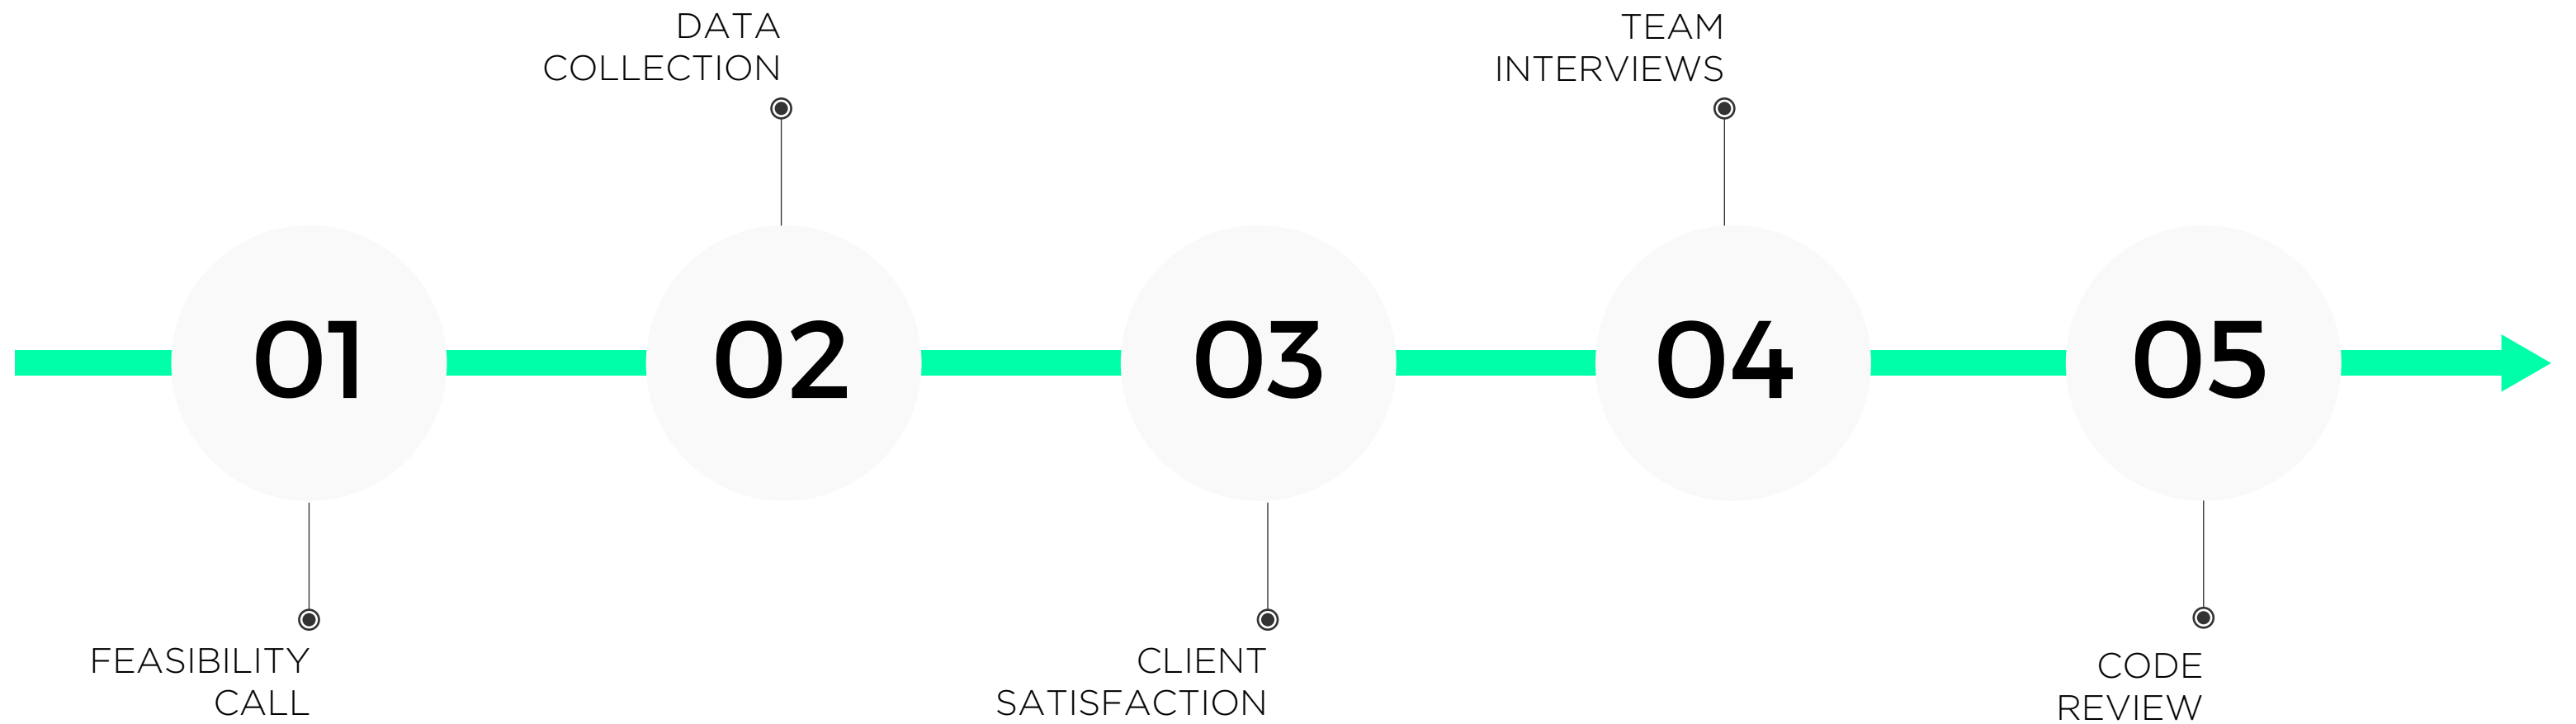 DATA
COLLECTION
TEAM
INTERVIEWS
01
02
03
04
05
FEASIBILITY
CALL
CLIENT
SATISFACTION
CODE
REVIEW